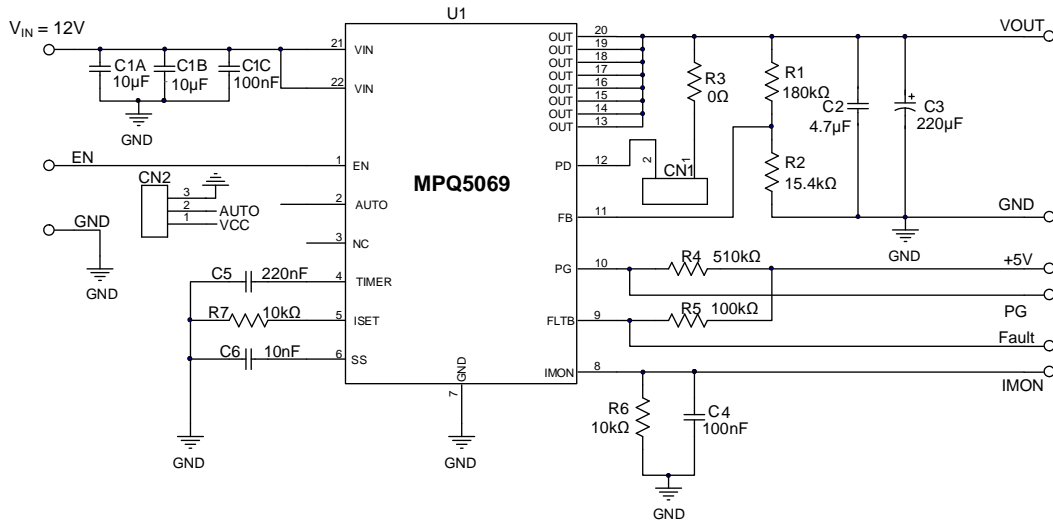 U1
V_IN = 12V
21 VIN
22 VIN
C1A 10µF
C1B 10µF
C1C 100nF
GND
EN
1 EN
CN2
3
2 AUTO
1 VCC
2 AUTO
GND
GND
3 NC
C5 220nF
4 TIMER
R7 10kΩ
5 ISET
C6 10nF
6 SS
GND
MPQ5069
GND
7
GND
OUT 20
OUT 19
OUT 18
OUT 17
OUT 16
OUT 15
OUT 14
OUT 13
VOUT
R3
0Ω
R1
180kΩ
C2
4.7µF
+
C3
220µF
PD 12
2
1
CN1
R2
15.4kΩ
FB 11
GND
GND
PG 10
R4 510kΩ
+5V
PG
FLTB 9
R5 100kΩ
Fault
IMON 8
IMON
R6
10kΩ
C4
100nF
GND